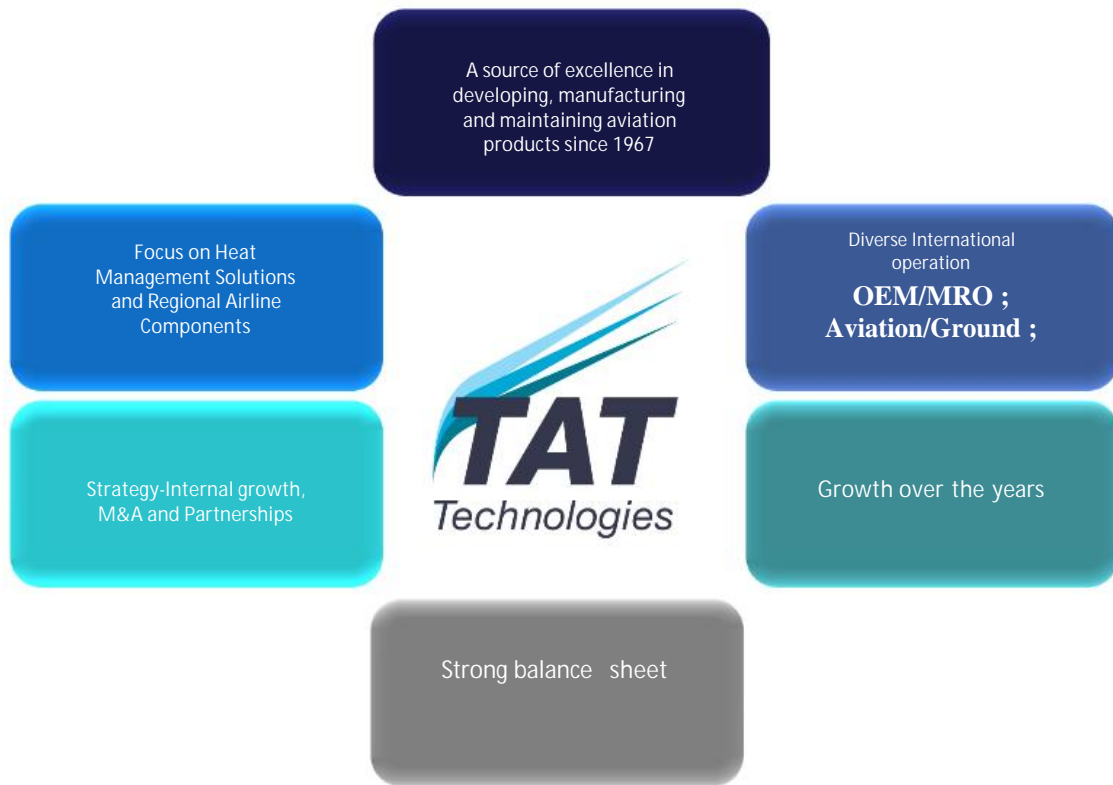 A source of excellence in
developing, manufacturing
and maintaining aviation
products since 1967
Focus on Heat
Management Solutions
and Regional Airline
Components
Diverse International
operation
OEM/MRO ;
Aviation/Ground ;
TAT
Technologies
Strategy-Internal growth,
M&A and Partnerships
Growth over the years
Strong balance sheet